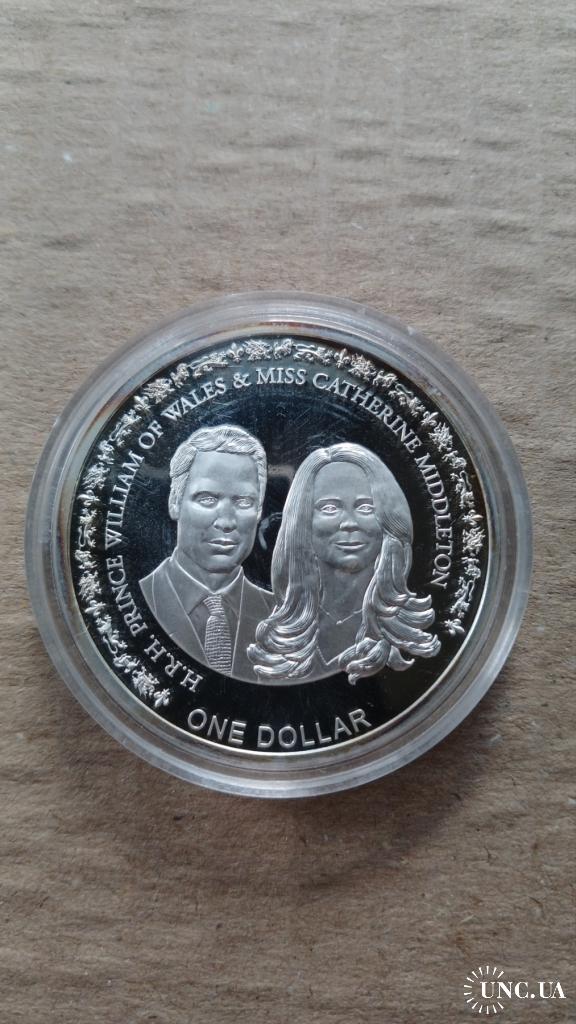 H.R.H. PRINCE WILLIAM OF WALES & MISS CATHERINE MIDDLETON
ONE DOLLAR
UNC.UA